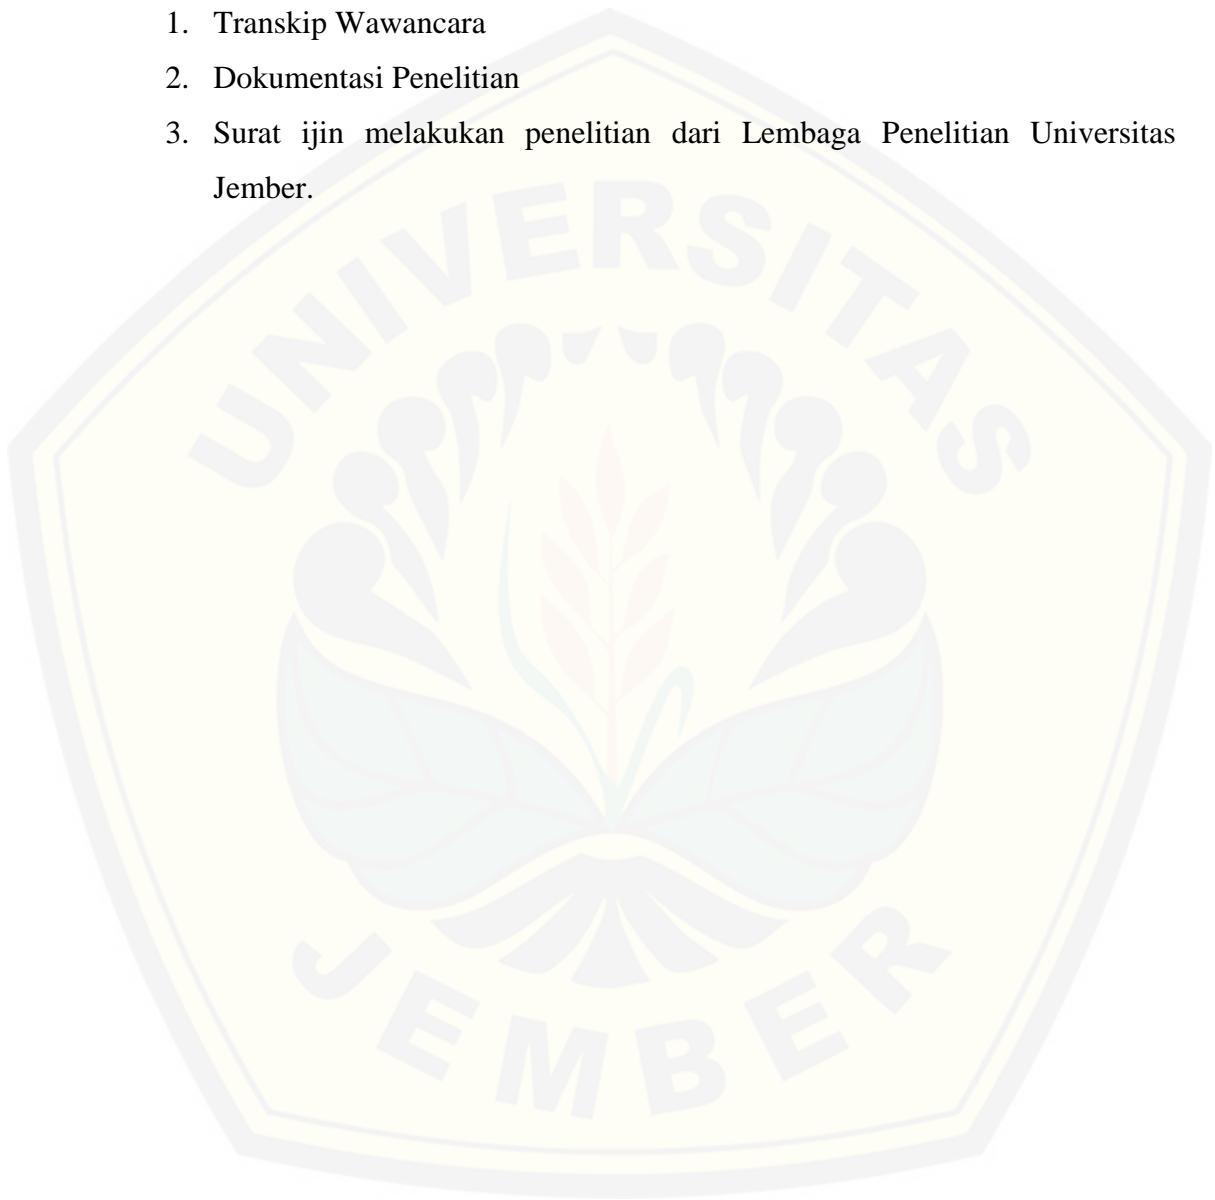 1. Transkip Wawancara
2. Dokumentasi Penelitian
3. Surat ijin melakukan penelitian dari Lembaga Penelitian Universitas
Jember.
UNIVERSITAS
JEMBER